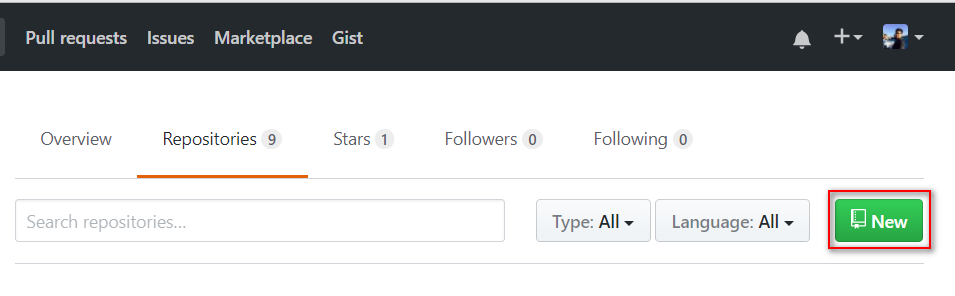 Pull requests Issues Marketplace Gist
Overview Repositories 9 Stars 1 Followers 0 Following 0
Search repositories... Type: All Language: All New